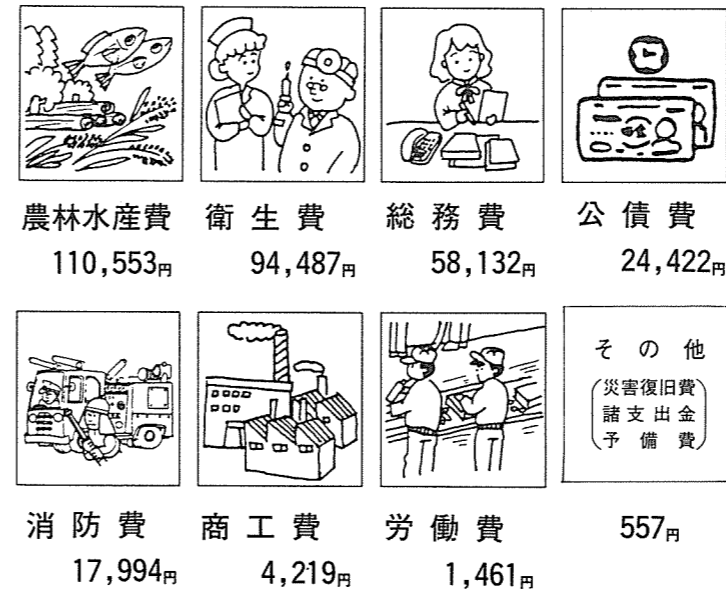 農林水産費 衛生費 総務費 公債費
110,553円 94,487円 58,132円 24,422円
その他
(災害復旧費
諸支出金
予備費)
消防費 商工費 労働費 557円
17,994円 4,219円 1,461円